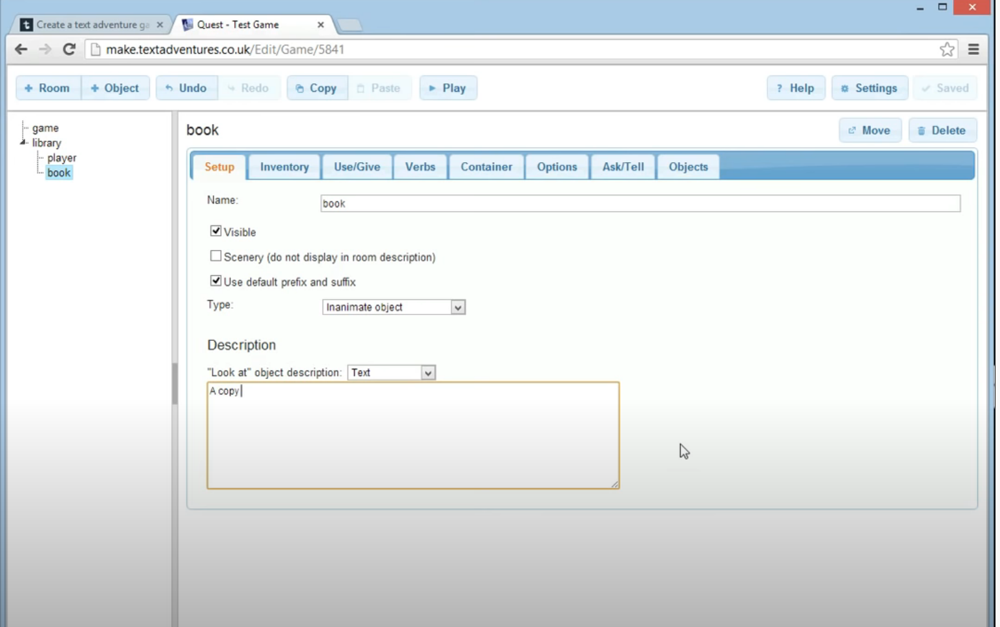 Create a text adventure ga
Quest - Test Game
make.textadventures.co.uk/Edit/Game/5841
Room Object Undo Redo Copy Paste Play ? Help Settings Saved
game
library
player
book
book
Move Delete
Setup Inventory Use/Give Verbs Container Options Ask/Tell Objects
Name: book
Visible
Scenery (do not display in room description)
Use default prefix and suffix
Type: Inanimate object
Description
"Look at" object description: Text
A copy